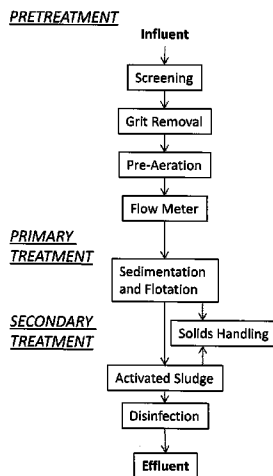 PRETREATMENT
Influent
Screening
Grit Removal
Pre-Aeration
Flow Meter
PRIMARY
TREATMENT
Sedimentation
and Flotation
SECONDARY
TREATMENT
Solids Handling
Activated Sludge
Disinfection
Effluent